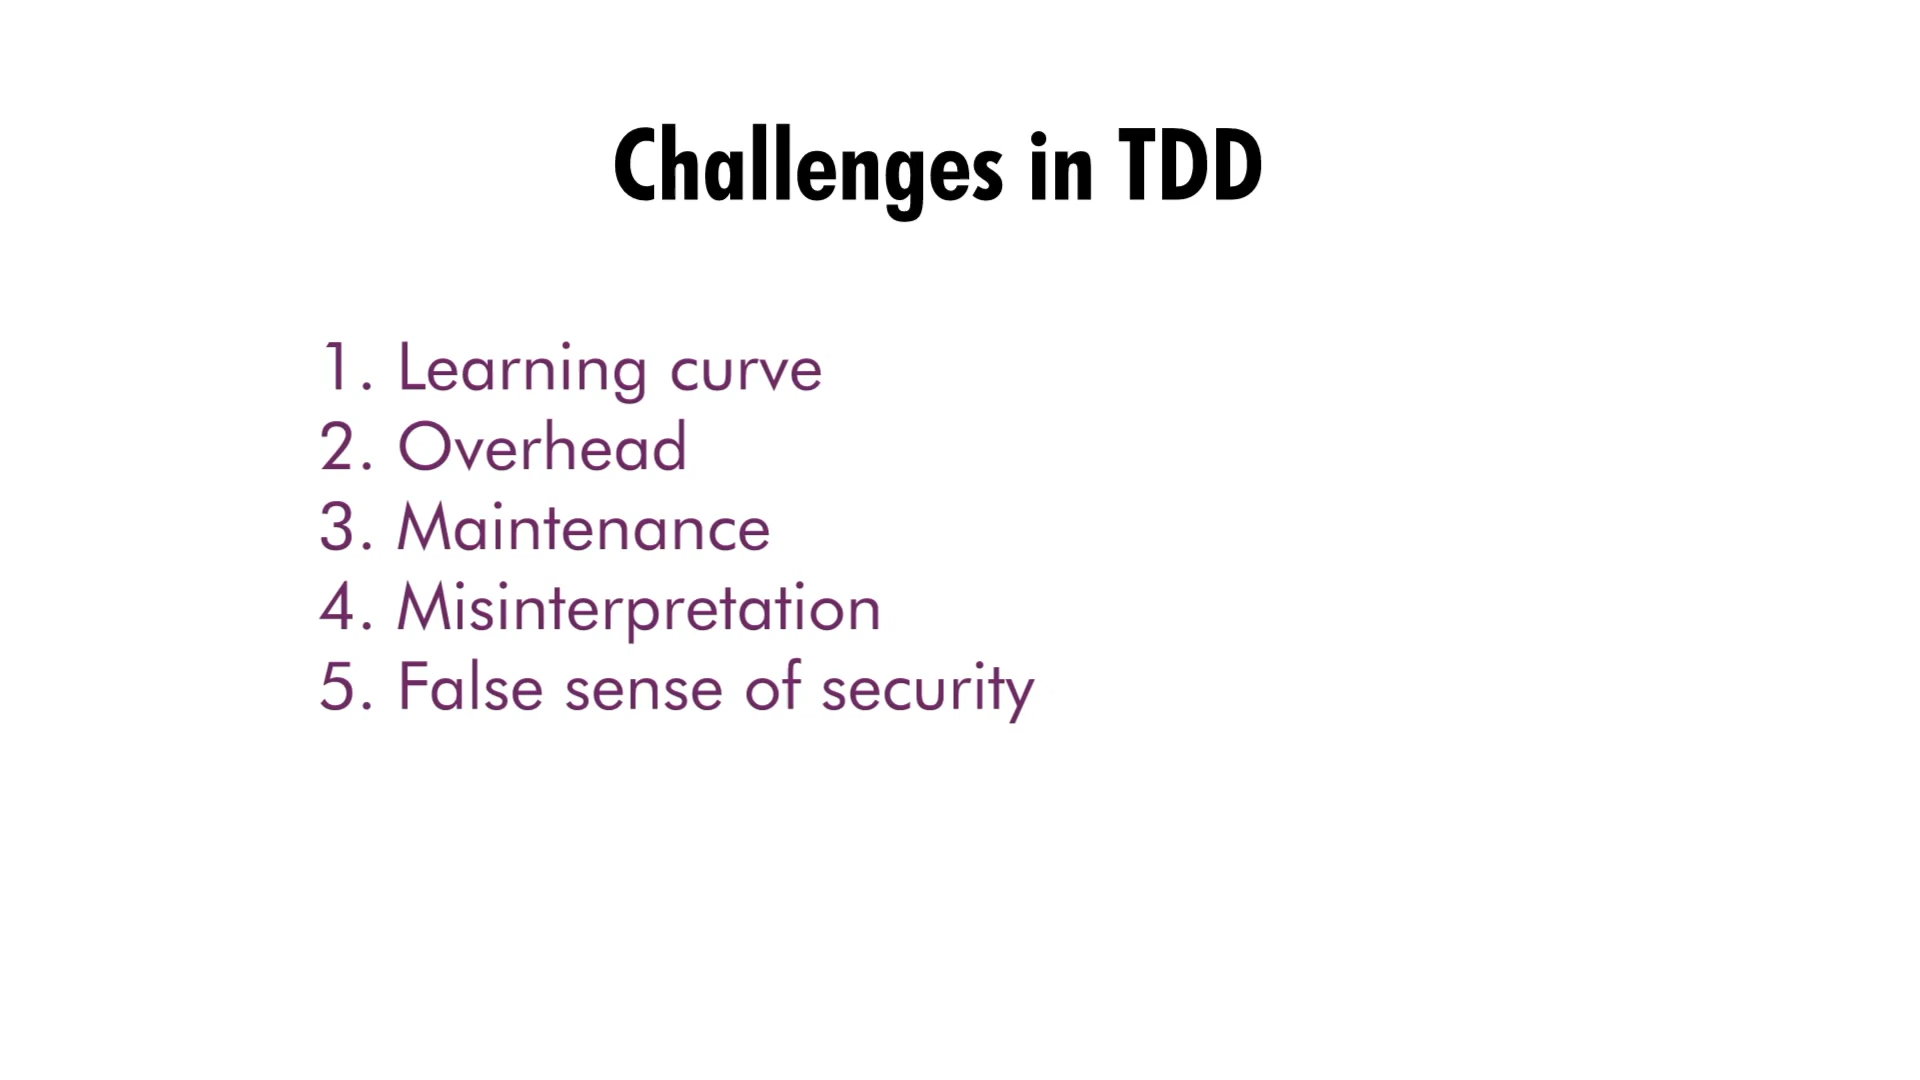 Challenges in TDD
1. Learning curve
2. Overhead
3. Maintenance
4. Misinterpretation
5. False sense of security